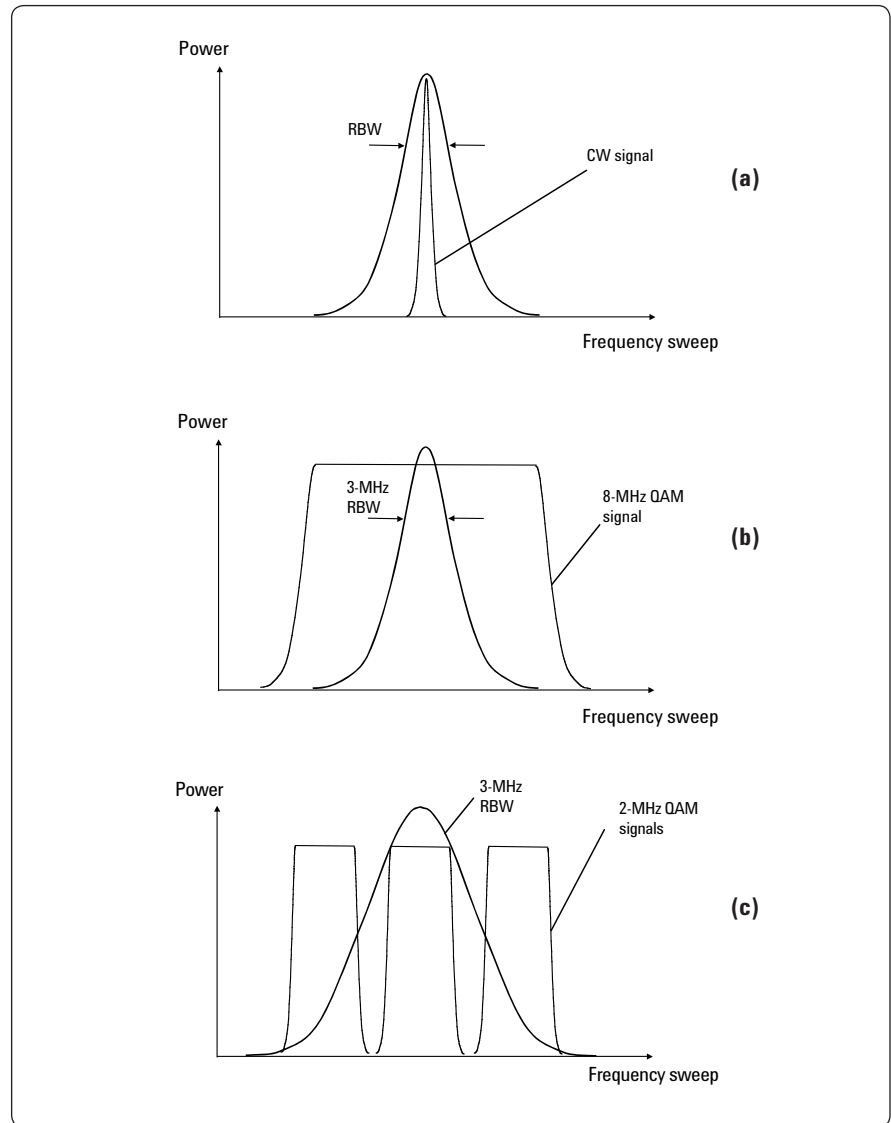 Power
RBW
CW signal
(a)
Frequency sweep
Power
3-MHz
RBW
8-MHz QAM
signal
(b)
Frequency sweep
Power
3-MHz
RBW
2-MHz QAM
signals
(c)
Frequency sweep